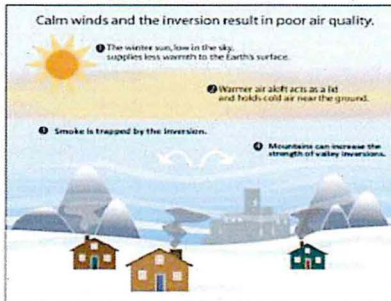 Calm winds and the inversion result in poor air quality.
1 The winter sun, low in the sky,
supplies less warmth to the Earth's surface.
2 Warmer air aloft acts as a lid
and holds cold air near the ground.
3 Smoke is trapped by the inversion.
4 Mountains can increase the
strength of valley inversions.